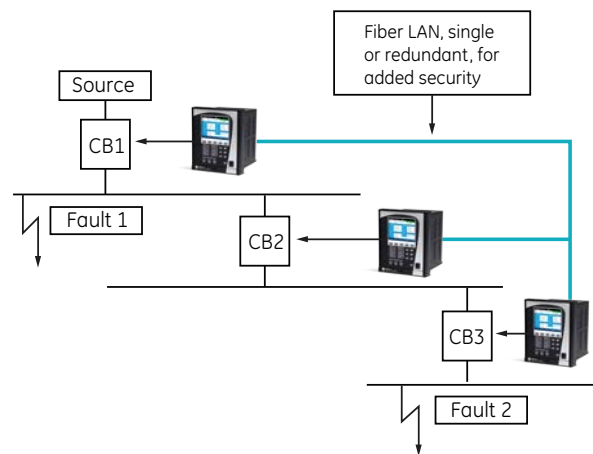 Fiber LAN, single
or redundant, for
added security
Source
CB1
Fault 1
CB2
CB3
Fault 2